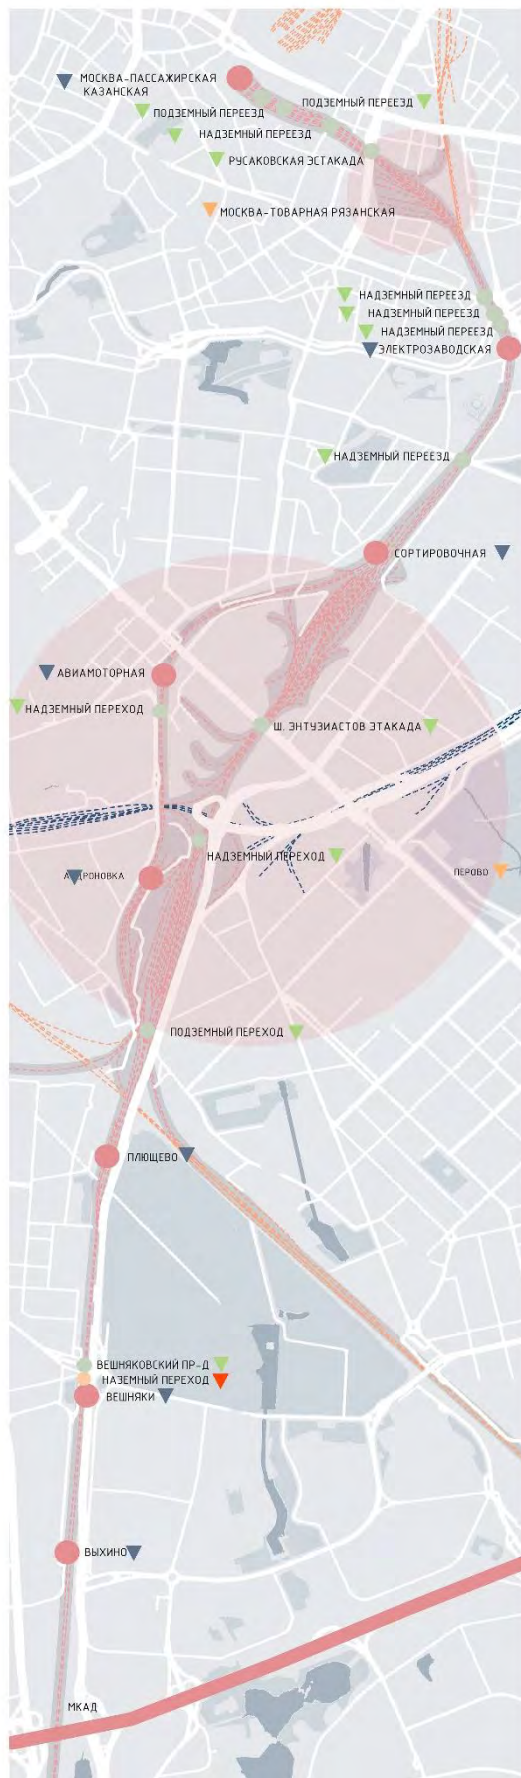 МОСКВА-ПАССАЖИРСКАЯ
КАЗАНСКАЯ
ПОДЗЕМНЫЙ ПЕРЕЕЗД
ПОДЗЕМНЫЙ ПЕРЕЕЗД
НАДЗЕМНЫЙ ПЕРЕЕЗД
РУСАКОВСКАЯ ЭСТАКАДА
МОСКВА-ТОВАРНАЯ РЯЗАНСКАЯ
НАДЗЕМНЫЙ ПЕРЕЕЗД
НАДЗЕМНЫЙ ПЕРЕЕЗД
НАДЗЕМНЫЙ ПЕРЕЕЗД
ЭЛЕКТРОЗАВОДСКАЯ
НАДЗЕМНЫЙ ПЕРЕЕЗД
СОРТИРОВОЧНАЯ
АВИАМОТОРНАЯ
НАДЗЕМНЫЙ ПЕРЕХОД
Ш. ЭНТУЗИАСТОВ ЭТАКАДА
НАДЗЕМНЫЙ ПЕРЕХОД
АНДРОНОВКА
ПЕРОВО
ПОДЗЕМНЫЙ ПЕРЕХОД
ПЛЮЩЕВО
ВЕШНЯКОВСКИЙ ПР-Д
НАЗЕМНЫЙ ПЕРЕХОД
ВЕШНЯКИ
ВЫХИНО
МКАД